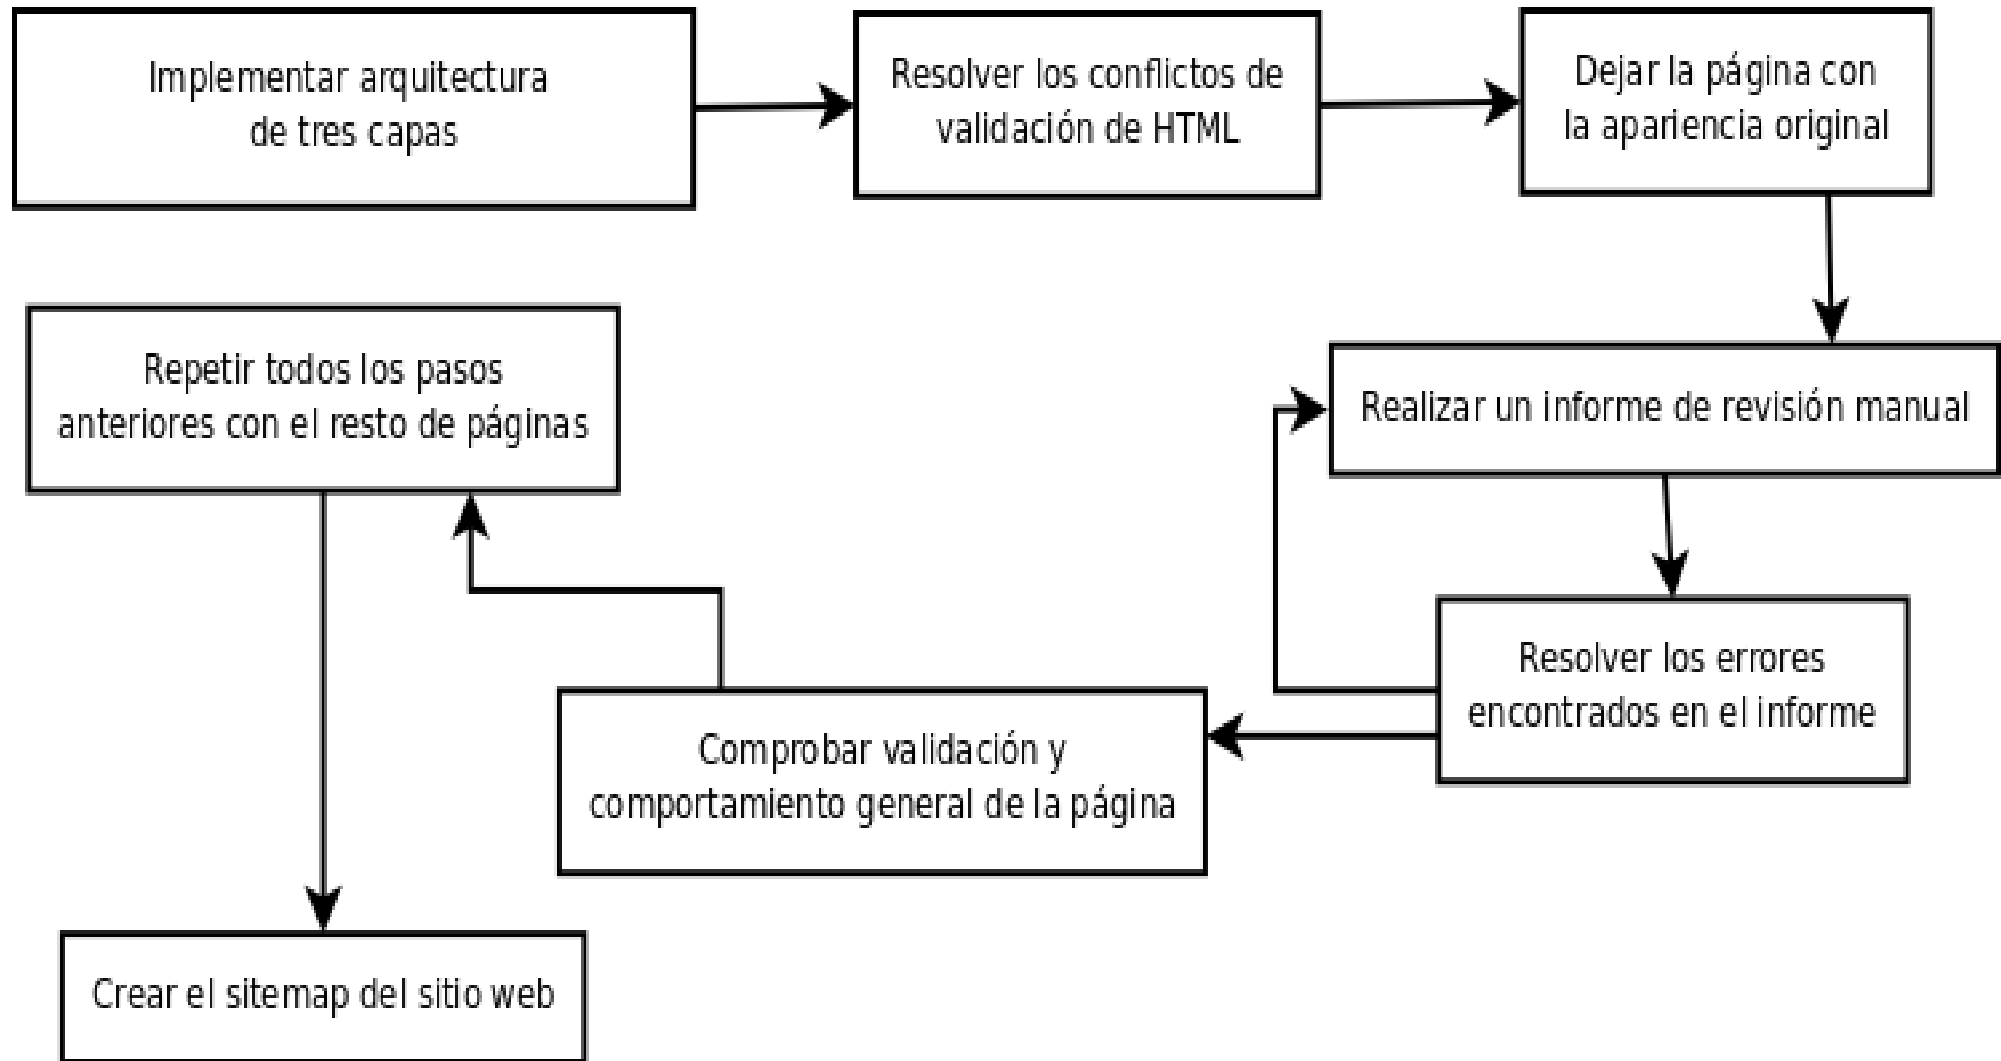 Implementar arquitectura
de tres capas
Resolver los conflictos de
validación de HTML
Dejar la página con
la apariencia original
Realizar un informe de revisión manual
Resolver los errores
encontrados en el informe
Comprobar validación y
comportamiento general de la página
Repetir todos los pasos
anteriores con el resto de páginas
Crear el sitemap del sitio web